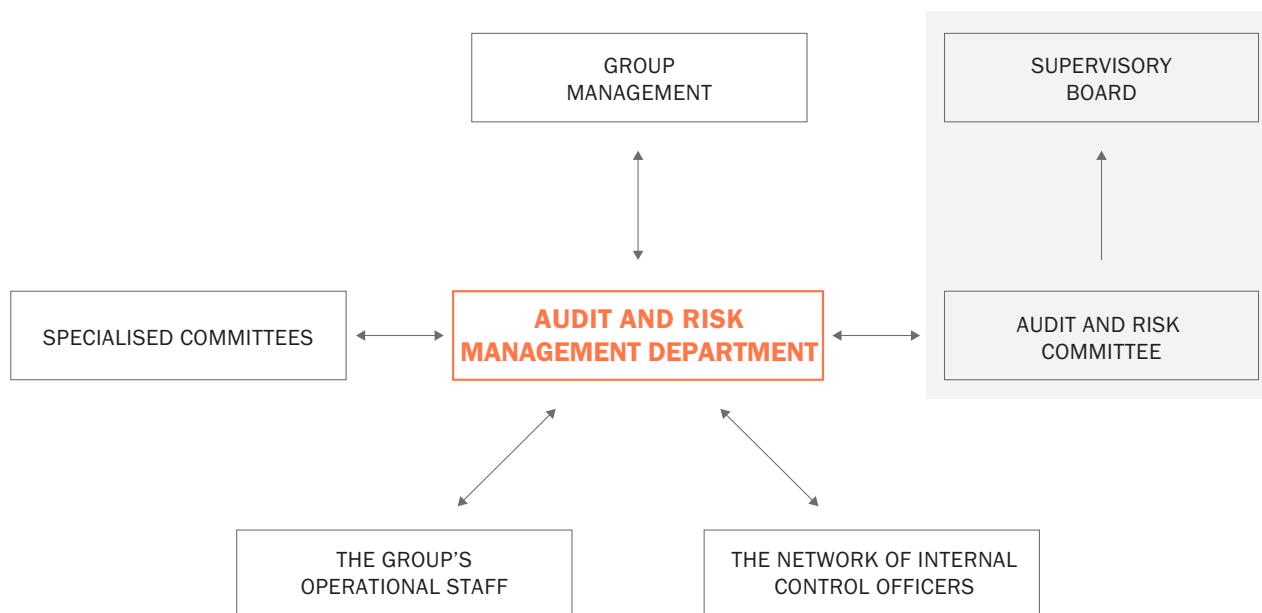 GROUP
MANAGEMENT
SUPERVISORY
BOARD
SPECIALISED COMMITTEES
AUDIT AND RISK
MANAGEMENT DEPARTMENT
AUDIT AND RISK
COMMITTEE
THE GROUP'S
OPERATIONAL STAFF
THE NETWORK OF INTERNAL
CONTROL OFFICERS